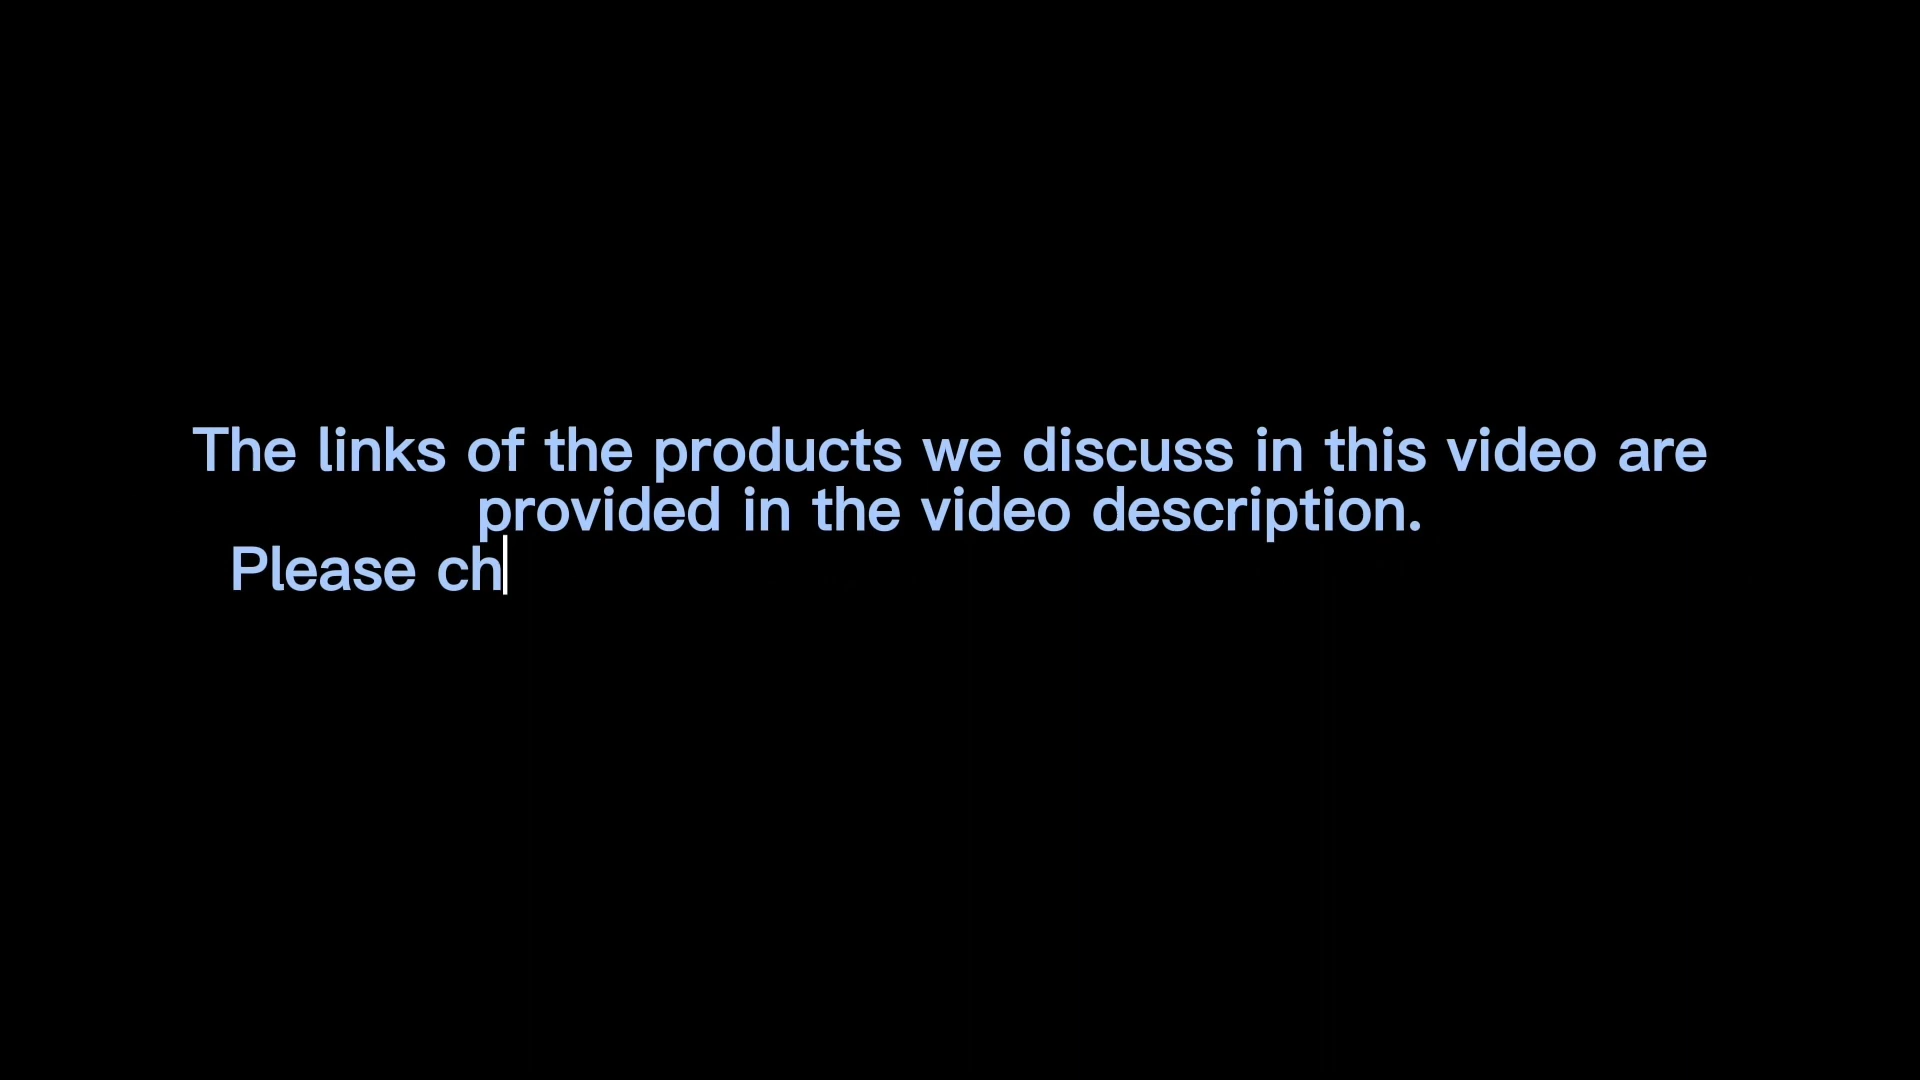 The links of the products we discuss in this video are
provided in the video description.
Please ch